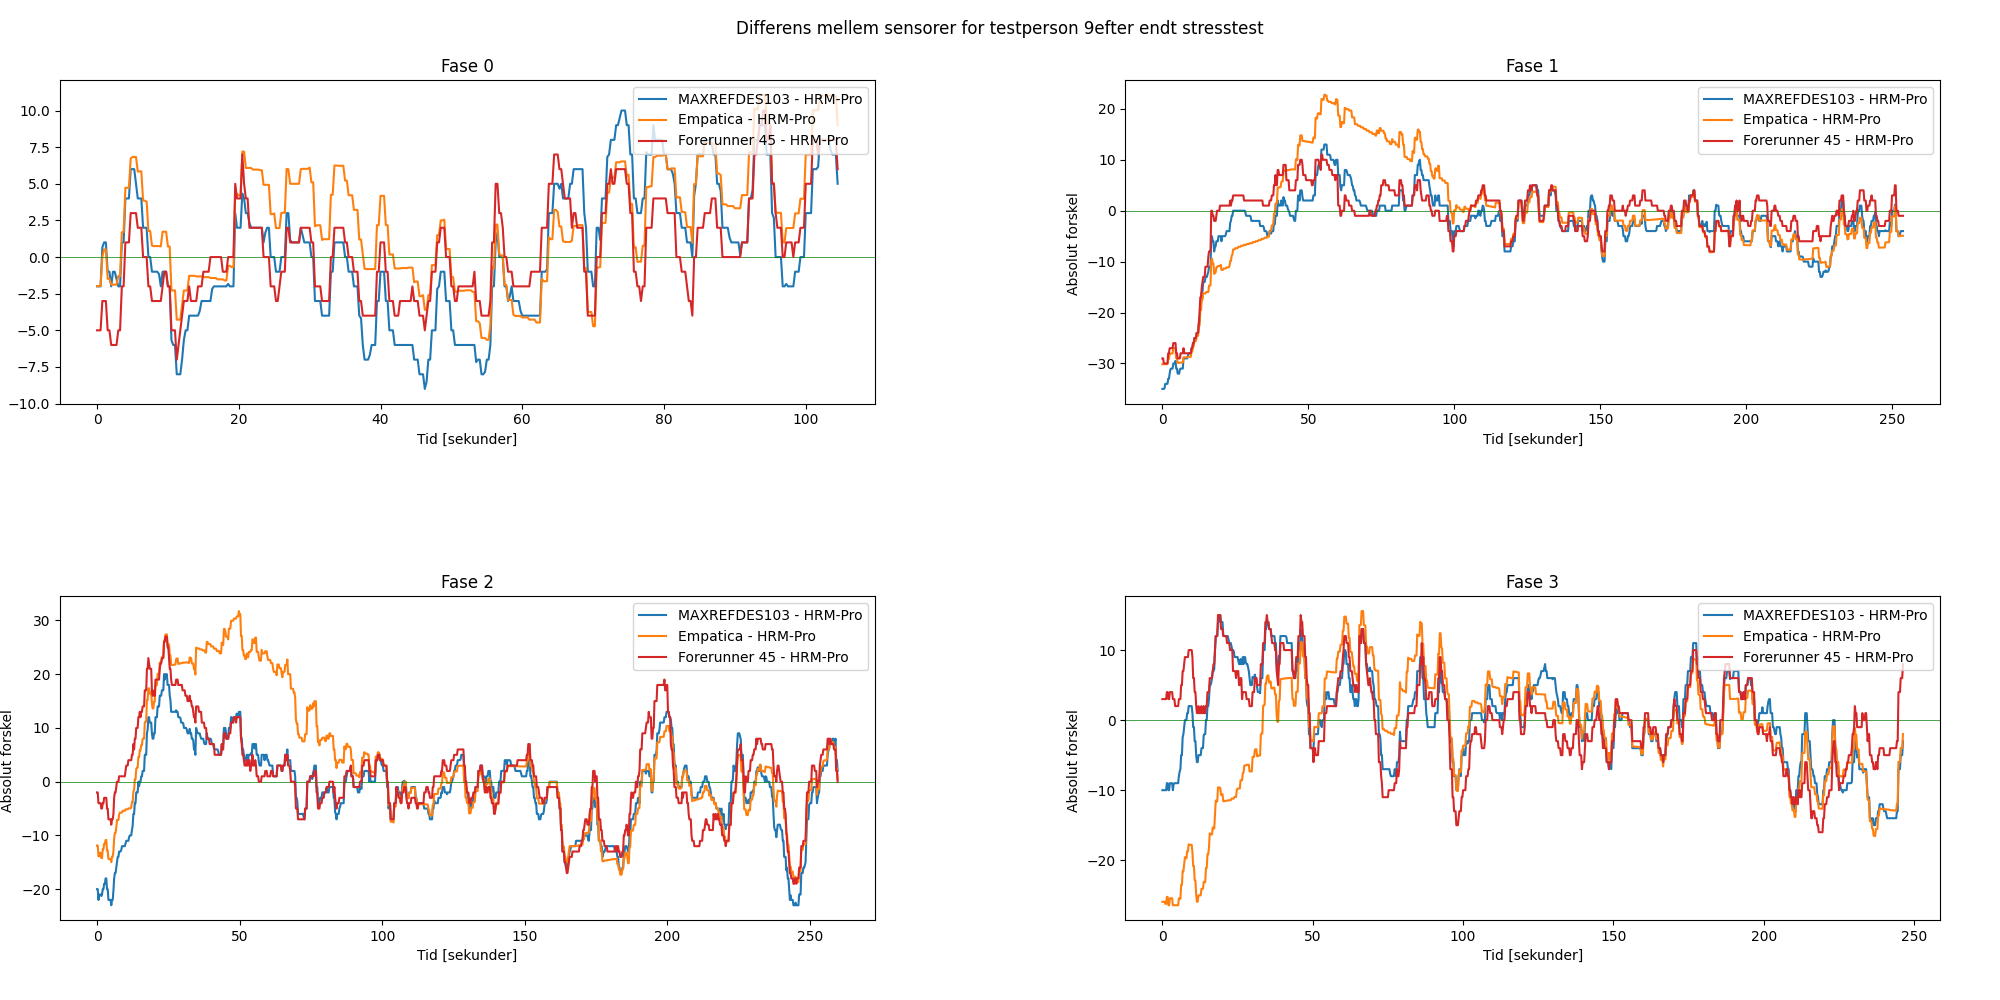 Differens mellem sensorer for testperson 9efter endt stresstest
Fase 0
MAXREFDES103 - HRM-Pro
Empatica - HRM-Pro
Forerunner 45 - HRM-Pro
10.0
7.5
5.0
2.5
0.0
−2.5
−5.0
−7.5
−10.0
0 20 40 60 80 100
Tid [sekunder]
Fase 1
MAXREFDES103 - HRM-Pro
Empatica - HRM-Pro
Forerunner 45 - HRM-Pro
Absolut forskel
20
10
0
−10
−20
−30
0 50 100 150 200 250
Tid [sekunder]
Fase 2
MAXREFDES103 - HRM-Pro
Empatica - HRM-Pro
Forerunner 45 - HRM-Pro
Absolut forskel
30
20
10
0
−10
−20
0 50 100 150 200 250
Tid [sekunder]
Fase 3
MAXREFDES103 - HRM-Pro
Empatica - HRM-Pro
Forerunner 45 - HRM-Pro
Absolut forskel
10
0
−10
−20
0 50 100 150 200 250
Tid [sekunder]